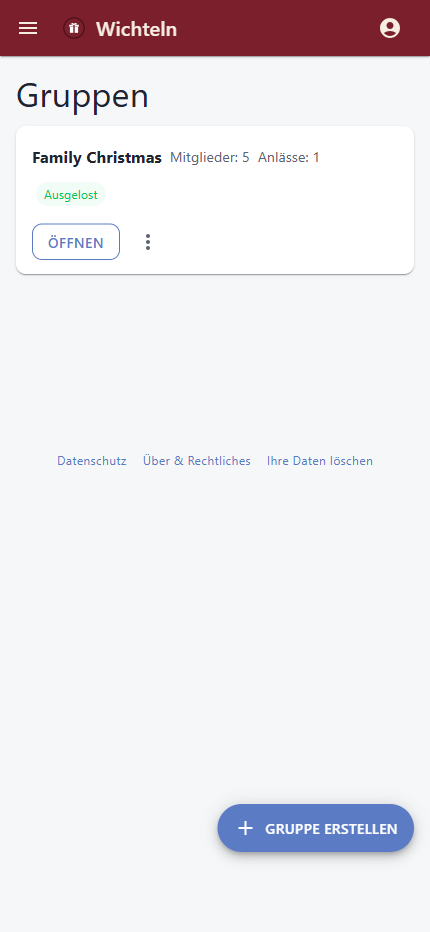 Wichteln
Gruppen
Family Christmas Mitglieder: 5 Anlässe: 1
Ausgelost
ÖFFNEN
Datenschutz Über & Rechtliches Ihre Daten löschen
GRUPPE ERSTELLEN